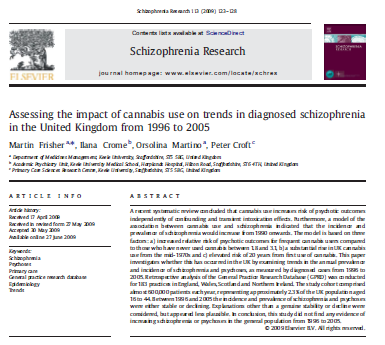 Schizophrenia Research 113 (2009) 123–128
Contents lists available at ScienceDirect
Schizophrenia Research
journal homepage: www.elsevier.com/locate/schres
ELSEVIER
Assessing the impact of cannabis use on trends in diagnosed schizophrenia
in the United Kingdom from 1996 to 2005
Martin Frisher a,*, Ilana Crome b, Orsolina Martino a, Peter Croft c
a Department of Medicines Management, Keele University, Staffordshire, ST5 5BG, United Kingdom
b Academic Psychiatry Unit, Keele University Medical School, Harplands Hospital, Hilton Road, Staffordshire, ST6 4TH, United Kingdom
c Primary Care Sciences Research Centre, Keele University, Staffordshire, ST5 5BG, United Kingdom
ARTICLE INFO
Article history:
Received 17 April 2009
Received in revised form 27 May 2009
Accepted 30 May 2009
Available online 27 June 2009
Keywords:
Schizophrenia
Psychoses
Primary care
General practice research database
Epidemiology
Trends
ABSTRACT
A recent systematic review concluded that cannabis use increases risk of psychotic outcomes
independently of confounding and transient intoxication effects. Furthermore, a model of the
association between cannabis use and schizophrenia indicated that the incidence and
prevalence of schizophrenia would increase from 1990 onwards. The model is based on three
factors: a) increased relative risk of psychotic outcomes for frequent cannabis users compared
to those who have never used cannabis between 1.8 and 3.1, b) a substantial rise in UK cannabis
use from the mid-1970s and c) elevated risk of 20 years from first use of cannabis. This paper
investigates whether this has occurred in the UK by examining trends in the annual prevalence
and incidence of schizophrenia and psychoses, as measured by diagnosed cases from 1996 to
2005. Retrospective analysis of the General Practice Research Database (GPRD) was conducted
for 183 practices in England, Wales, Scotland and Northern Ireland. The study cohort comprised
almost 600,000 patients each year, representing approximately 2.3% of the UK population aged
16 to 44. Between 1996 and 2005 the incidence and prevalence of schizophrenia and psychoses
were either stable or declining. Explanations other than a genuine stability or decline were
considered, but appeared less plausible. In conclusion, this study did not find any evidence of
increasing schizophrenia or psychoses in the general population from 1996 to 2005.
© 2009 Elsevier B.V. All rights reserved.